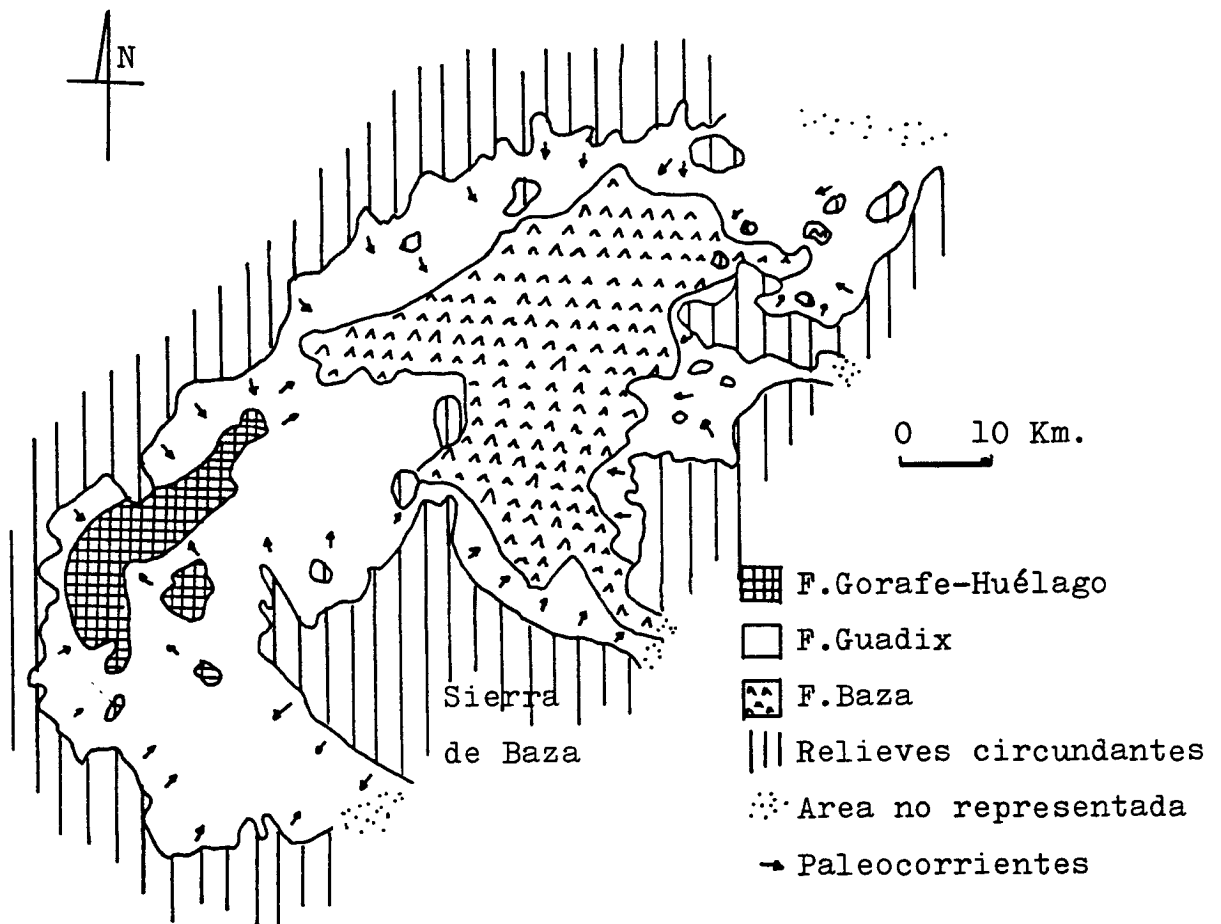 N
0 10 Km.
F.Gorafe-Huélago
F.Guadix
F.Baza
Relieves circundantes
Area no representada
Paleocorrientes
Sierra
de Baza